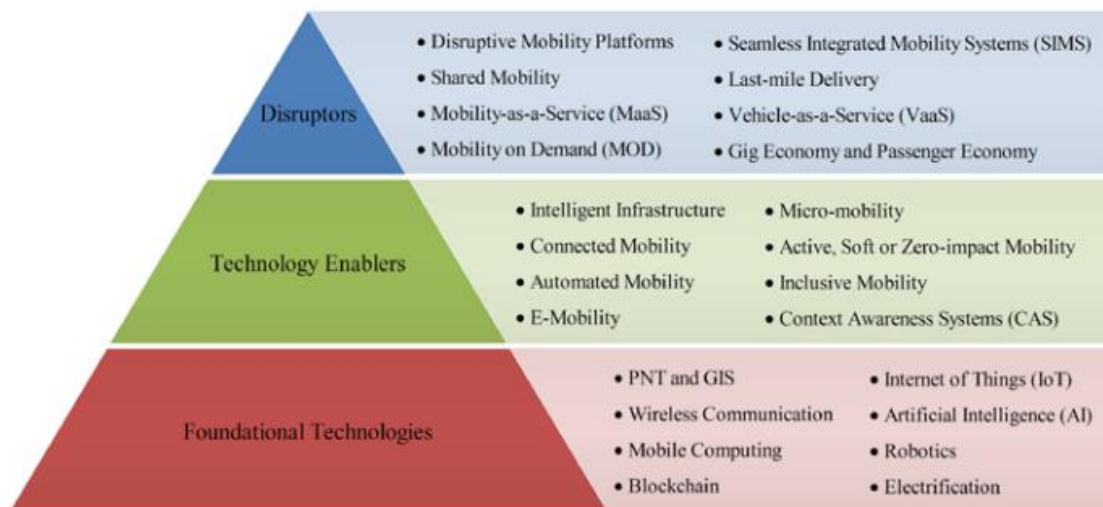 Disruptors
• Disruptive Mobility Platforms
• Shared Mobility
• Mobility-as-a-Service (MaaS)
• Mobility on Demand (MOD)
• Seamless Integrated Mobility Systems (SIMS)
• Last-mile Delivery
• Vehicle-as-a-Service (VaaS)
• Gig Economy and Passenger Economy
Technology Enablers
• Intelligent Infrastructure
• Connected Mobility
• Automated Mobility
• E-Mobility
• Micro-mobility
• Active, Soft or Zero-impact Mobility
• Inclusive Mobility
• Context Awareness Systems (CAS)
Foundational Technologies
• PNT and GIS
• Wireless Communication
• Mobile Computing
• Blockchain
• Internet of Things (IoT)
• Artificial Intelligence (AI)
• Robotics
• Electrification